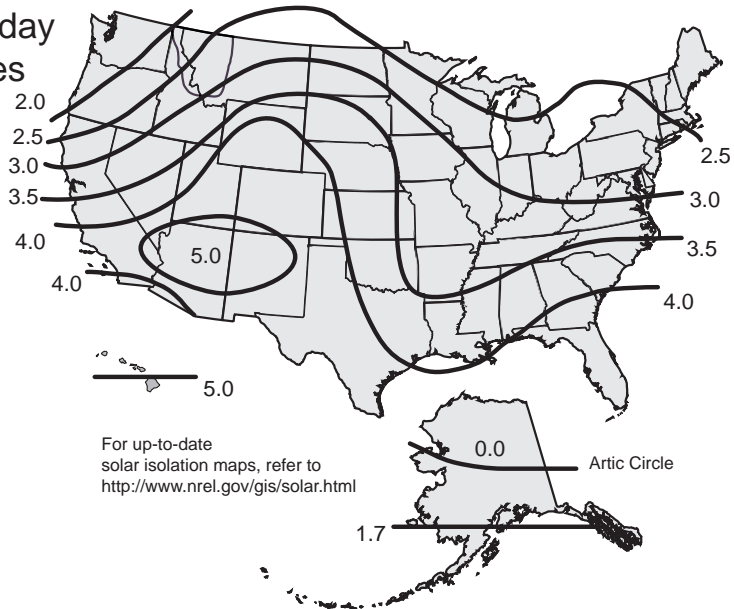 day
es
2.0
2.5
3.0
3.5
4.0
4.0
5.0
2.5
3.0
3.5
4.0
5.0
For up-to-date
solar isolation maps, refer to
http://www.nrel.gov/gis/solar.html
0.0
Artic Circle
1.7